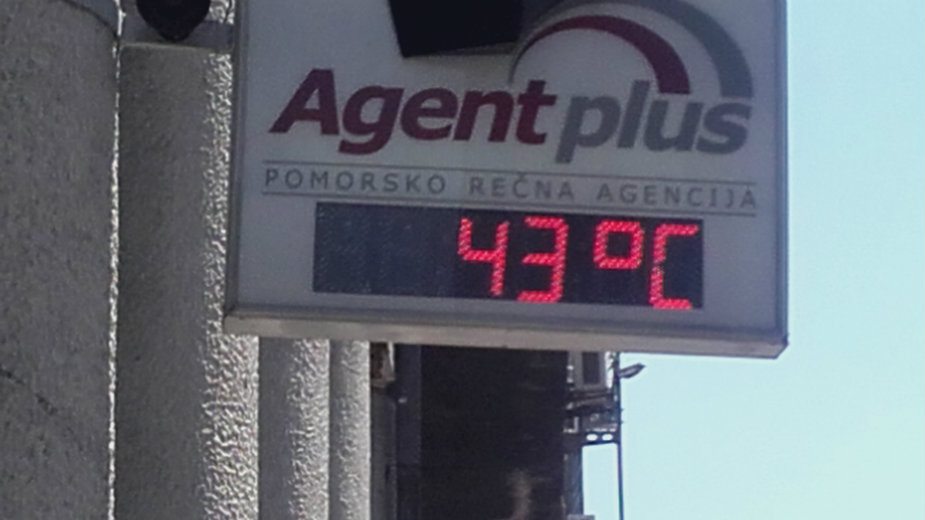 Agent plus
POMORSKO REČNA AGENCIJA
43°C